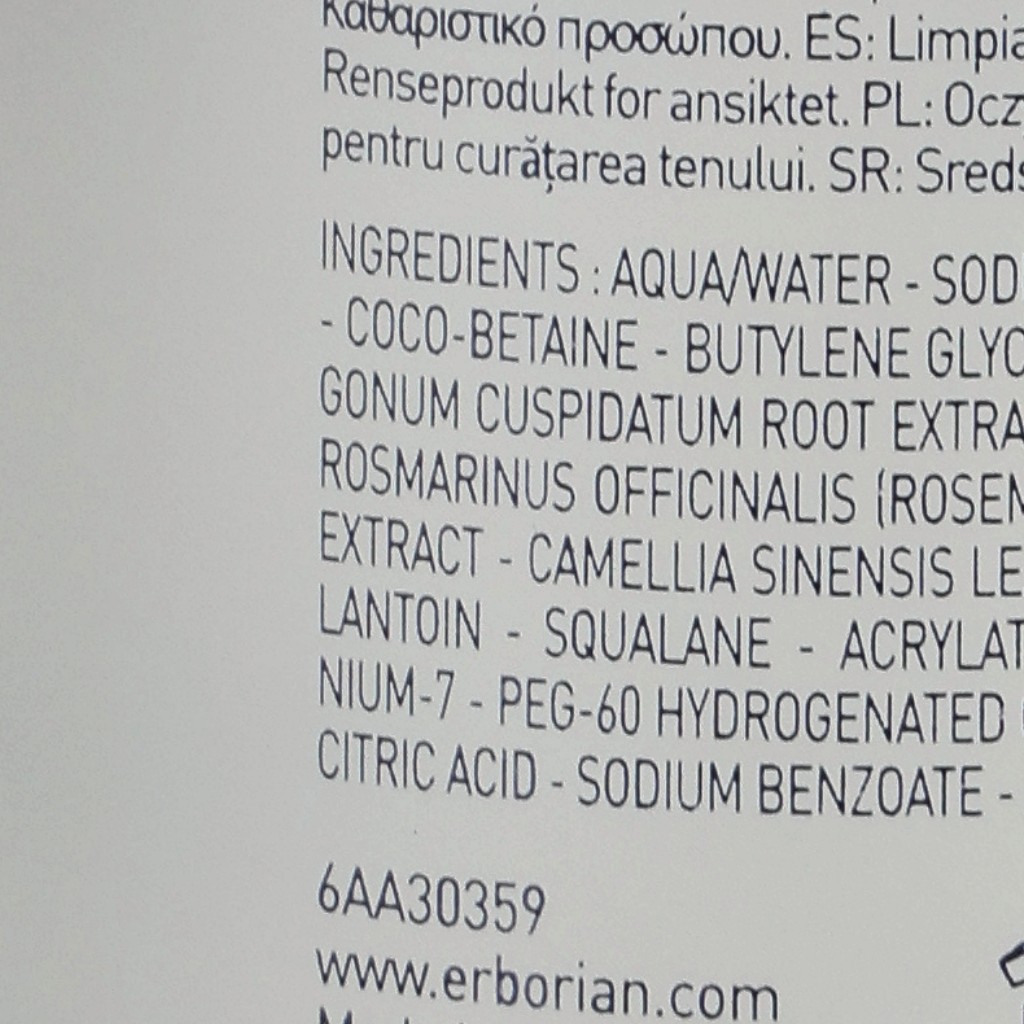 Καθαριστικό προσώπου. ES: Limpia
Renseprodukt for ansiktet. PL: Ocz
pentru curățarea tenului. SR: Sreds
INGREDIENTS : AQUA/WATER - SOD
- COCO-BETAINE - BUTYLENE GLYC
GONUM CUSPIDATUM ROOT EXTRA
ROSMARINUS OFFICINALIS (ROSEM
EXTRACT - CAMELLIA SINENSIS LE
LANTOIN - SQUALANE - ACRYLAT
NIUM-7 - PEG-60 HYDROGENATED
CITRIC ACID - SODIUM BENZOATE -
6AA30359
www.erborian.com